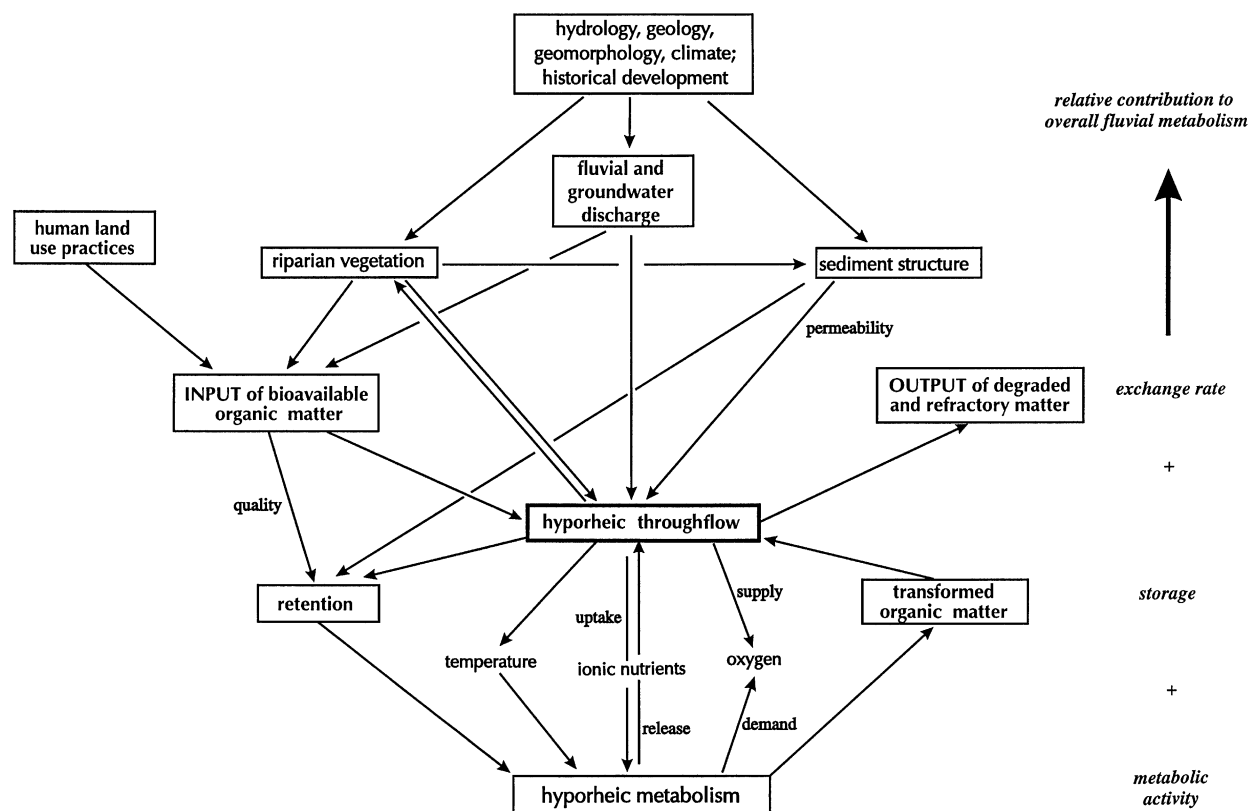 hydrology, geology,
geomorphology, climate;
historical development
relative contribution to
overall fluvial metabolism
fluvial and
groundwater
discharge
human land
use practices
riparian vegetation
sediment structure
permeability
INPUT of bioavailable
organic matter
OUTPUT of degraded
and refractory matter
exchange rate
+
quality
hyporheic throughflow
retention
supply
transformed
organic matter
storage
uptake
temperature
ionic nutrients
oxygen
+
release
demand
hyporheic metabolism
metabolic
activity